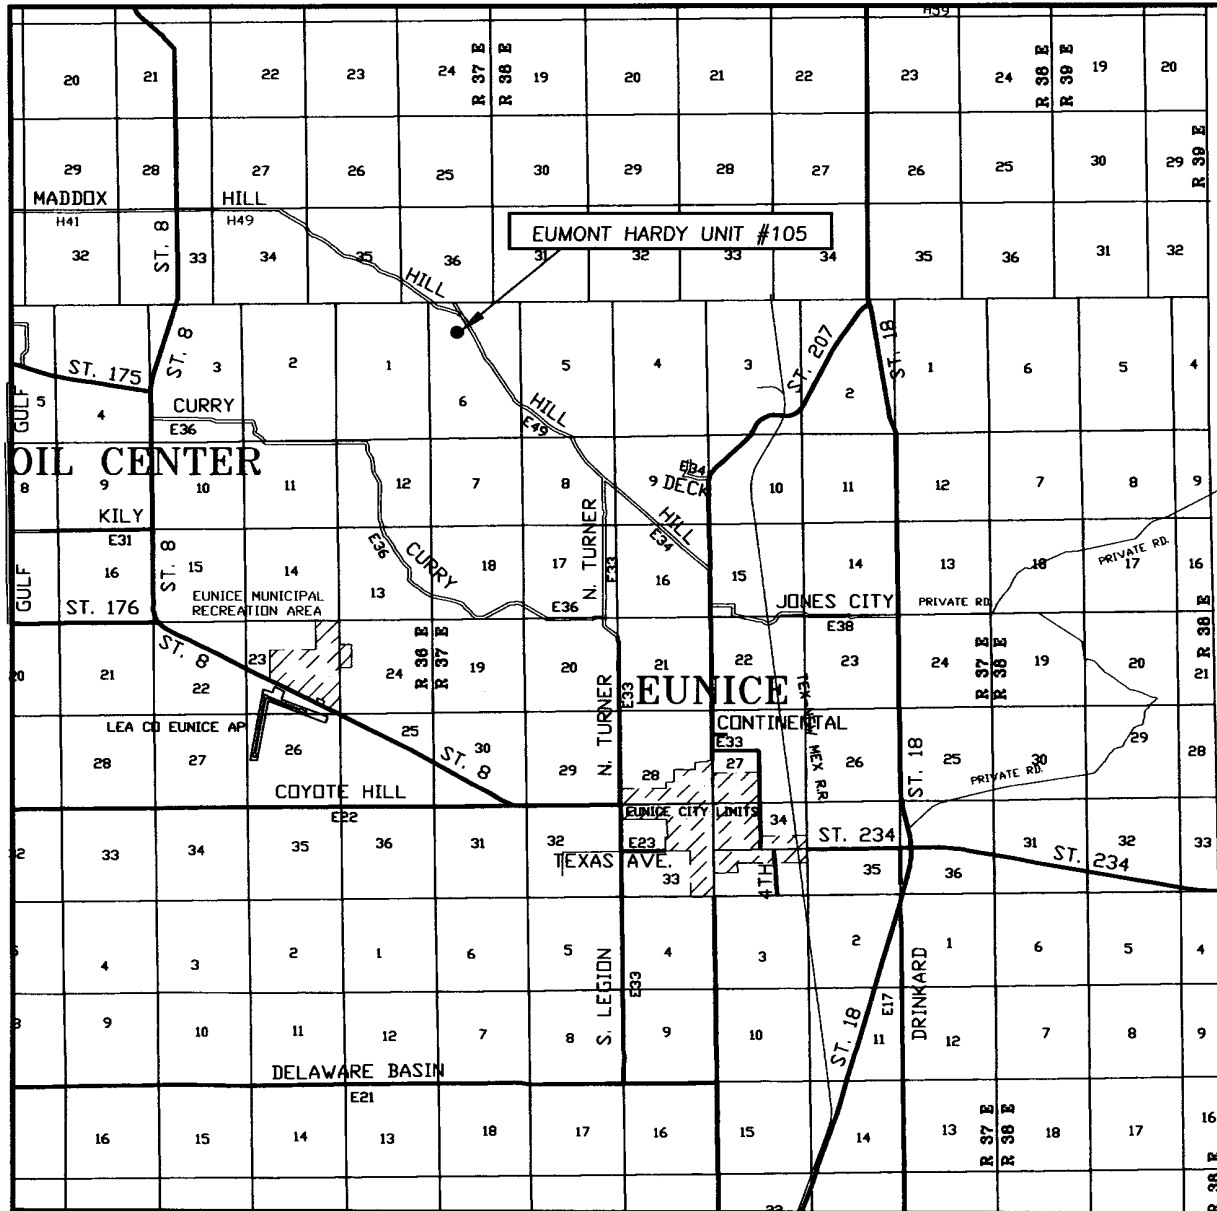 H39
20 21 22 23 24 R 37 E R 38 E 19 20 21 22 23 24 R 38 E R 39 E 19 20
29 28 27 26 25 30 29 28 27 26 25 30 29 R 39 E
MADDOX HILL
H41 H49
EUMONT HARDY UNIT #105
32 ST. 8 33 34 35 36 31 32 33 34 35 36 31 32
HILL
ST. 175 ST. 8 3 2 1 5 4 3 ST. 207 ST. 18 1 6 5 4
GULF 5 4 CURRY 6 HILL 2
E36 E49
OIL CENTER
8 9 10 11 12 7 8 9 DECK E34 10 11 12 7 8 9
KILY
E31
N. TURNER E33 HILL E34
GULF 16 ST. 8 15 14 13 E36 CURRY 18 17 16 15 14 13 18 17 16
PRIVATE RD.
EUNICE MUNICIPAL
RECREATION AREA
ST. 176 E36 JONES CITY PRIVATE RD.
E38
ST. 8 R 36 E R 37 E R 37 E R 38 E R 38 E
20 21 22 23 24 19 20 21 22 23 24 19 20 21
EUNICE
LEA CO EUNICE AP
N. TURNER E33 CONTINENTAL
E33
TEX-NEW MEX R.R.
28 27 26 25 30 29 28 27 26 25 30 29 28
ST. 8 ST. 18 PRIVATE RD.
COYOTE HILL
E22
EUNICE CITY LIMITS
32 33 34 35 36 31 32 E23 33 34 35 36 31 32 33
TEXAS AVE. 4TH ST. 234 ST. 234
4 3 2 1 6 5 4 3 2 1 6 5 4
S. LEGION E33 E17 DRINKARD
9 10 11 12 7 8 9 10 11 12 7 8 9
ST. 18
DELAWARE BASIN
E21
16 15 14 13 18 17 16 15 14 13 R 37 E R 38 E 18 17 16
R 38 E